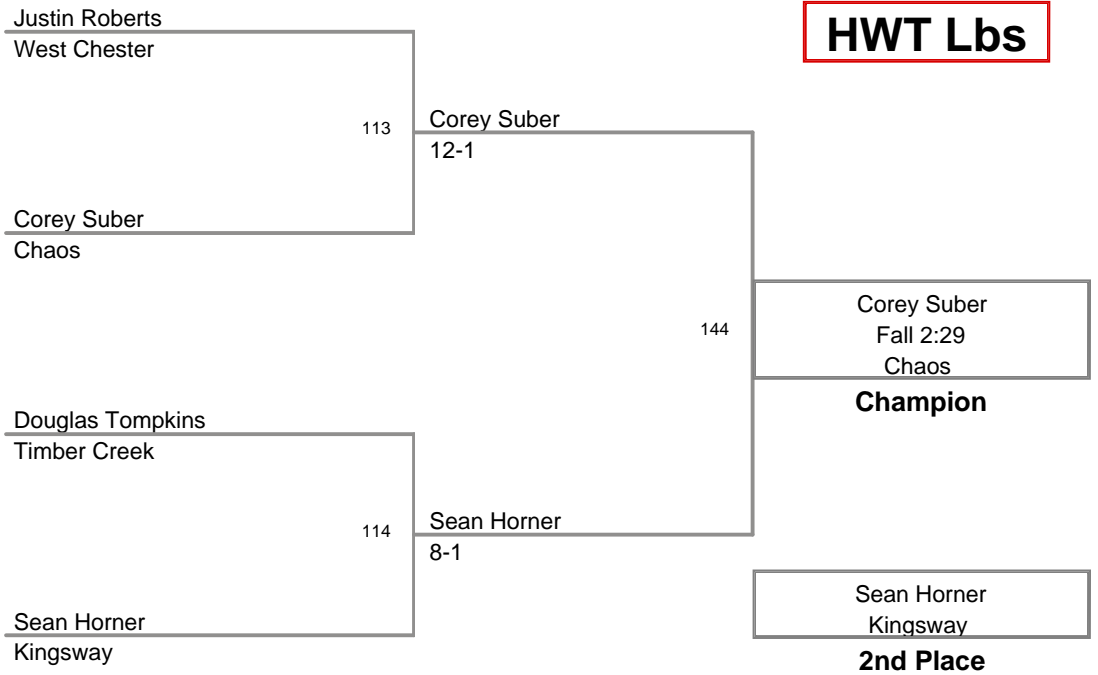 Justin Roberts
West Chester
HWT Lbs
113
Corey Suber
12-1
Corey Suber
Chaos
144
Corey Suber
Fall 2:29
Chaos
Champion
Douglas Tompkins
Timber Creek
114
Sean Horner
8-1
Sean Horner
Kingsway
Sean Horner
Kingsway
2nd Place